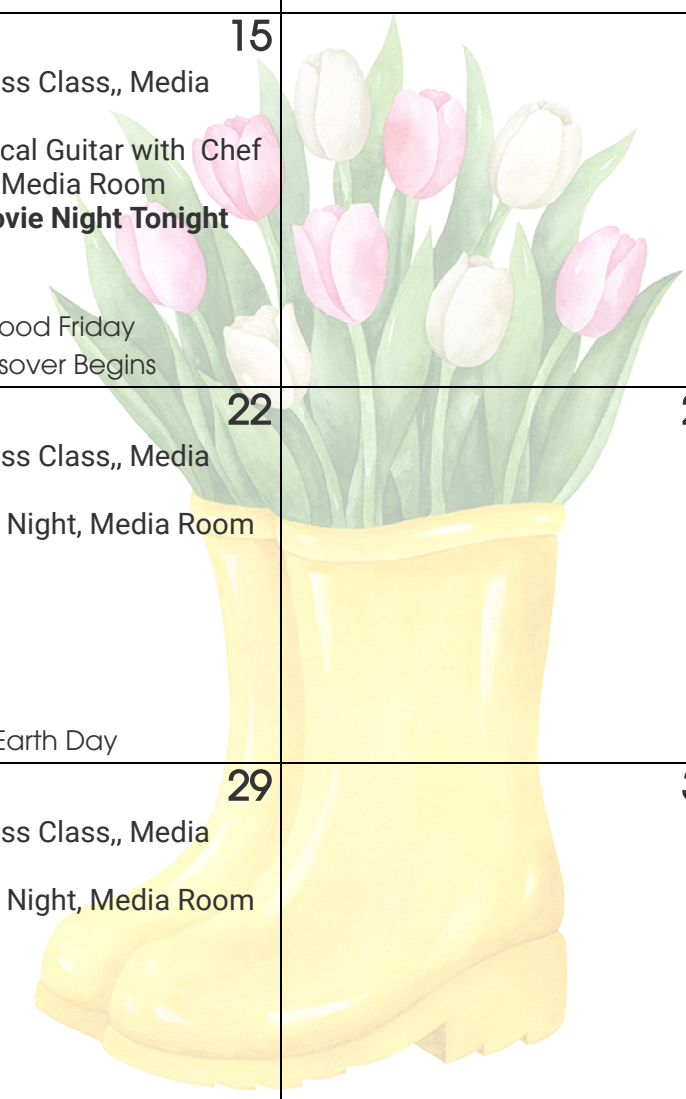 15
ss Class,, Media
cal Guitar with Chef
Media Room
ovie Night Tonight
ood Friday
sover Begins
22
ss Class,, Media
Night, Media Room
Earth Day
29
ss Class,, Media
Night, Media Room